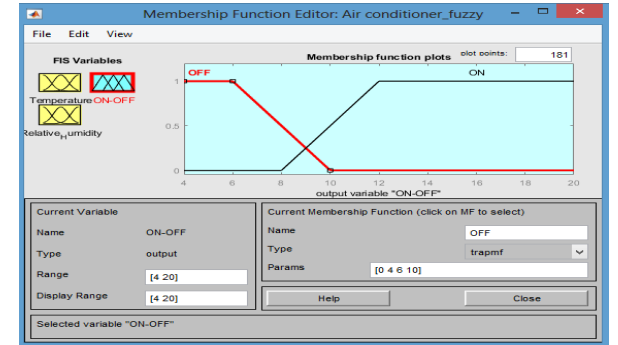 Membership Function Editor: Air conditioner_fuzzy
File Edit View
FIS Variables
Membership function plots
plot points:
181
OFF
ON
Temperature
ON-OFF
Relative_Humidity
1
0.5
0
4 6 8 10 12 14 16 18 20
output variable "ON-OFF"
Current Variable
Name ON-OFF
Type output
Range [4 20]
Display Range [4 20]
Current Membership Function (click on MF to select)
Name OFF
Type trapmf
Params [0 4 6 10]
Help
Close
Selected variable "ON-OFF"